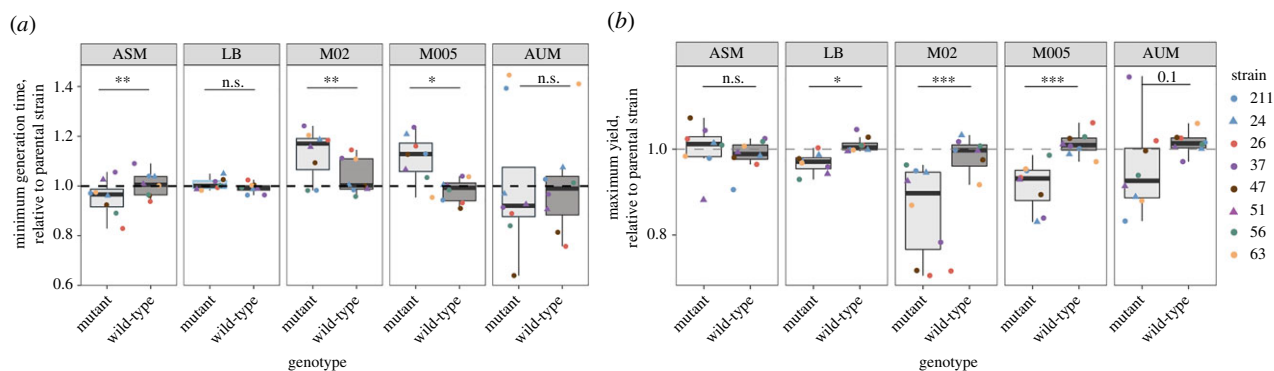 (a)
ASM LB M02 M005 AUM
** n.s. ** * n.s.
minimum generation time,
relative to parental strain
1.4
1.2
1.0
0.8
0.6
mutant wild-type mutant wild-type mutant wild-type mutant wild-type mutant wild-type
genotype
(b)
ASM LB M02 M005 AUM
n.s. * *** *** 0.1
maximum yield,
relative to parental strain
1.0
0.8
mutant wild-type mutant wild-type mutant wild-type mutant wild-type mutant wild-type
genotype
strain
211
24
26
37
47
51
56
63